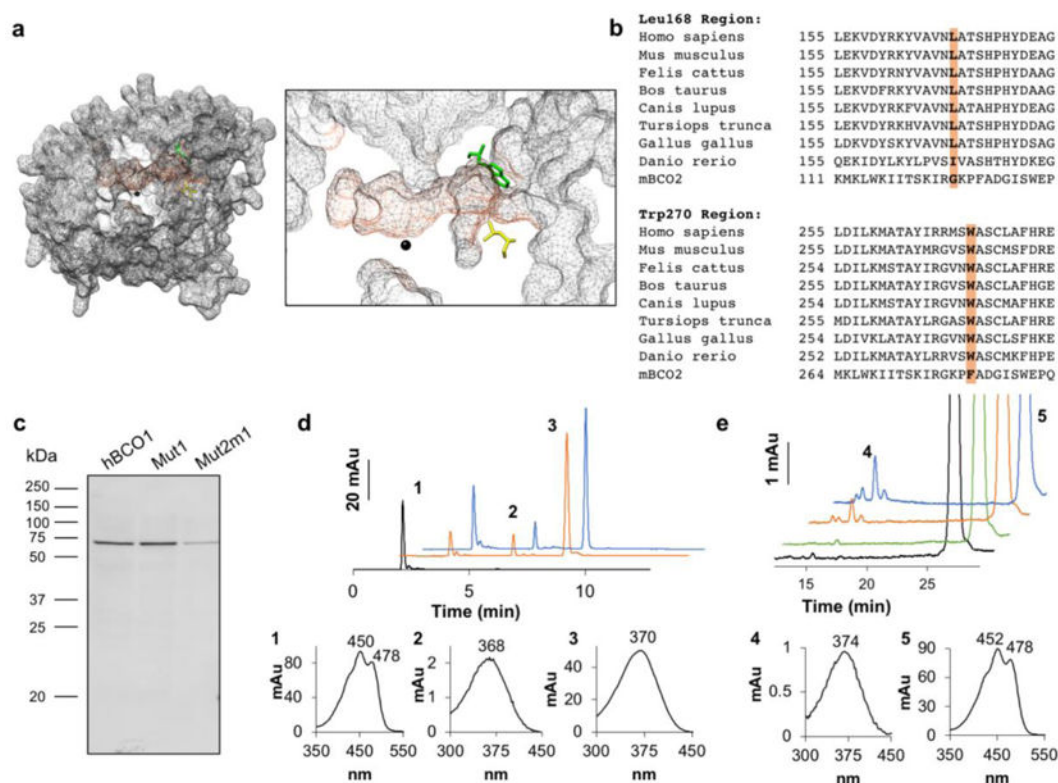 a
b
Leu168 Region:
Homo sapiens 155 LEKVDYRKYVAVNLATSHPHYDEAG
Mus musculus 155 LEKVDYRKYVAVNLATSHPHYDEAG
Felis cattus 155 LEKVDYRNYVAVNLATSHPHYDAAG
Bos taurus 155 LEKVDFRKYVAVNLATSHPHYDEAG
Canis lupus 155 LEKVDYRKFVAVNLATAHPHYDEAG
Tursiops trunca 155 LEKVDYRKHVAVNLATSHPHYDDAG
Gallus gallus 155 LDKVDYSKYVAVNLATSHPHYDSAG
Danio rerio 155 QEKIDYLKYLPVSIVASHTHYDKEG
mBCO2 111 KMKLWKIITSKIRGKPFADGISWEP
Trp270 Region:
Homo sapiens 255 LDILKMATAYIRRMSWASCLAFHRE
Mus musculus 255 LDILKMATAYMRGVSWASCMSFDRE
Felis cattus 254 LDILKMSTAYIRGVNWASCLAFHRE
Bos taurus 255 LDILKMATAYIRGVSWASCLAFHGE
Canis lupus 254 LDILKMSTAYIRGVNWASCMAFHKE
Tursiops trunca 255 MDILKMATAYLRGASWASCLAFHRE
Gallus gallus 254 LDIVKLATAYIRGVNWASCLSFHKE
Danio rerio 252 LDILKMATAYLRRVSWASCMKFHPE
mBCO2 264 MKLWKIITSKIRGKPFADGISWEPQ
c
kDa
hBCO1 Mut1 Mut2m1
250
150
100
75
50
37
25
20
d
20 mAu
1
2
3
5 10
Time (min)
1
450
478
80
40
0
mAu
350 450 550
nm
2
368
2
1
0
mAu
300 375 450
nm
3
370
40
20
0
mAu
300 375 450
nm
e
1 mAu
4
5
15 20 25
Time (min)
4
374
1
0.5
0
mAu
300 375 450
nm
5
452
478
90
60
30
0
mAu
350 450 550
nm